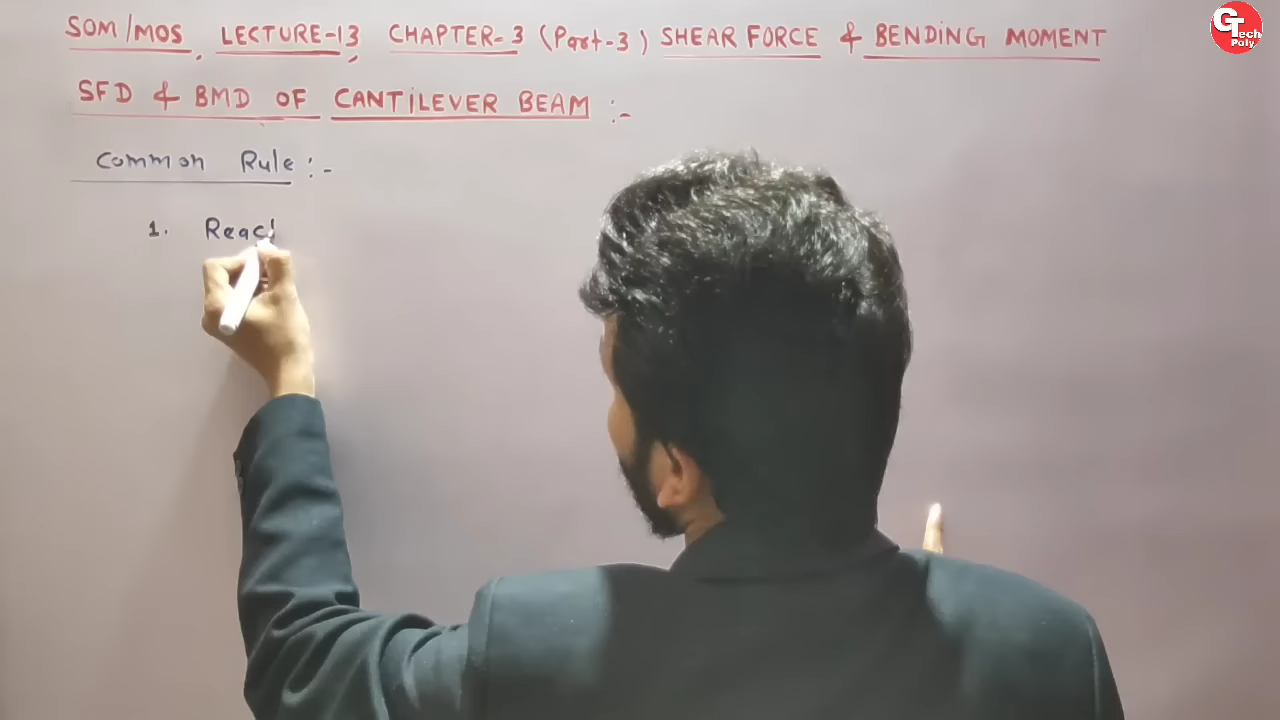 SOM/MOS, LECTURE-13, CHAPTER-3 (Part-3) SHEAR FORCE & BENDING MOMENT
SFD & BMD OF CANTILEVER BEAM :-
Common Rule :-
1. Reac
GTech Poly